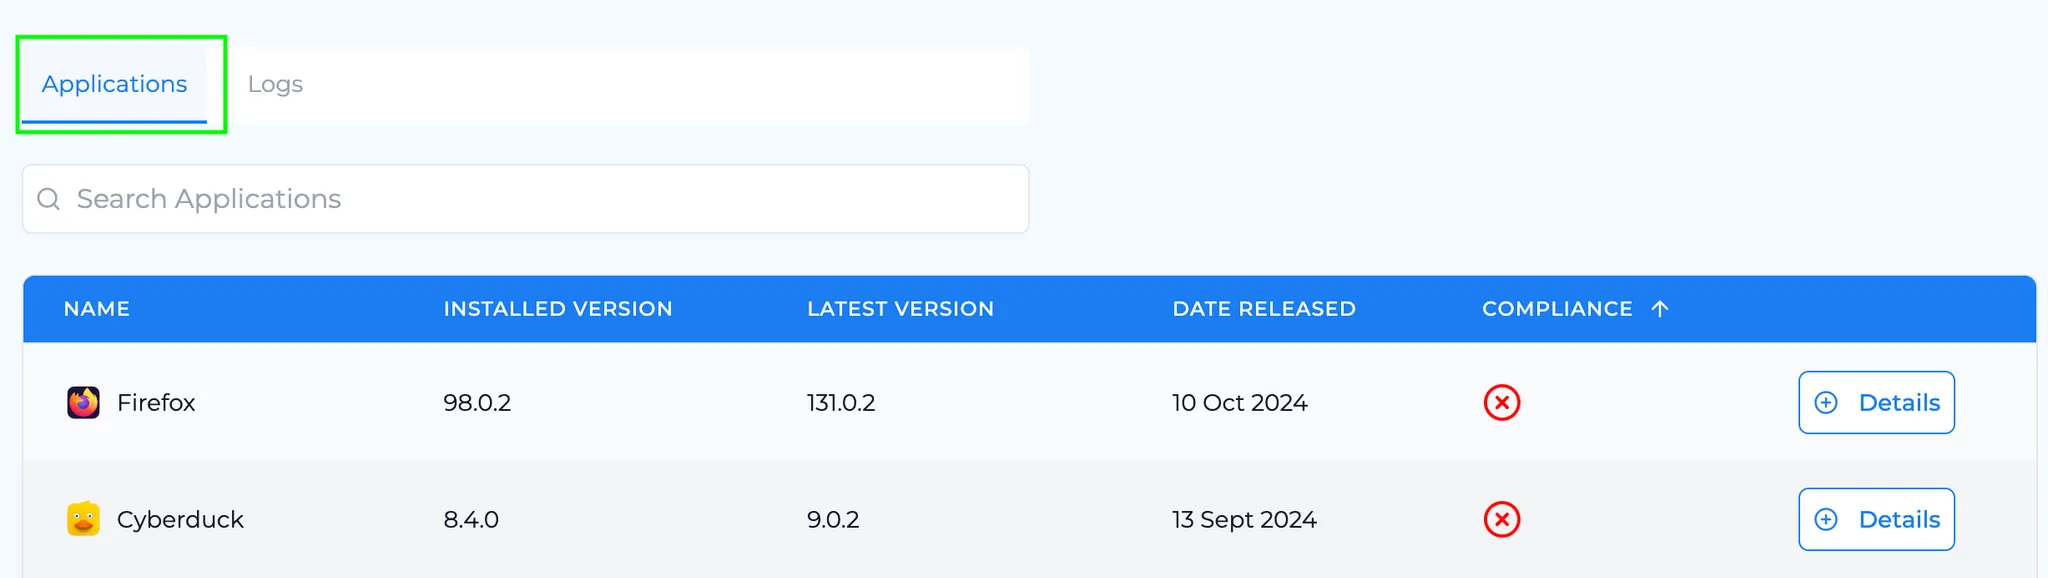 Applications Logs
Search Applications
NAME INSTALLED VERSION LATEST VERSION DATE RELEASED COMPLIANCE
Firefox 98.0.2 131.0.2 10 Oct 2024 Details
Cyberduck 8.4.0 9.0.2 13 Sept 2024 Details